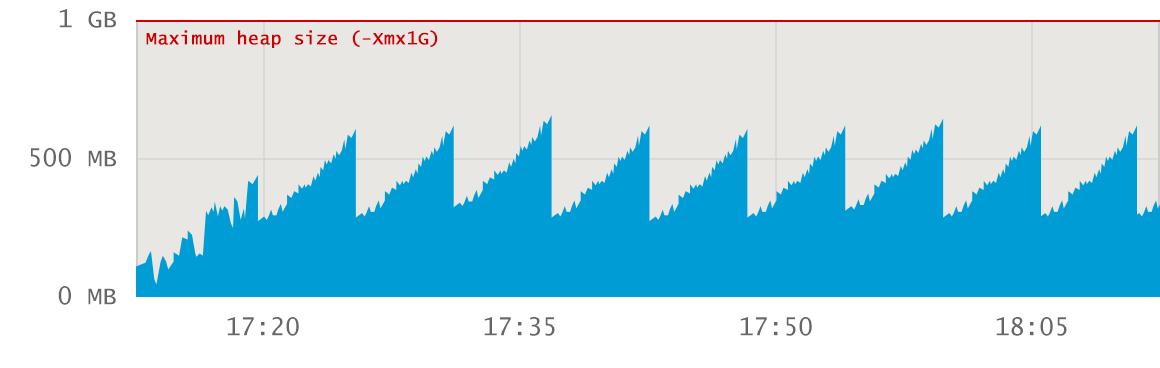 1 GB
Maximum heap size (-Xmx1G)
500 MB
0 MB
17:20 17:35 17:50 18:05